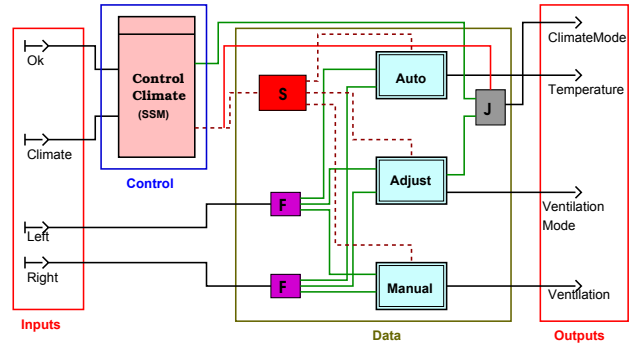 Ok
Climate
Left
Right
Inputs
Control
Climate
(SSM)
Control
S
F
F
Auto
Adjust
Manual
J
Data
ClimateMode
Temperature
Ventilation
Mode
Ventilation
Outputs